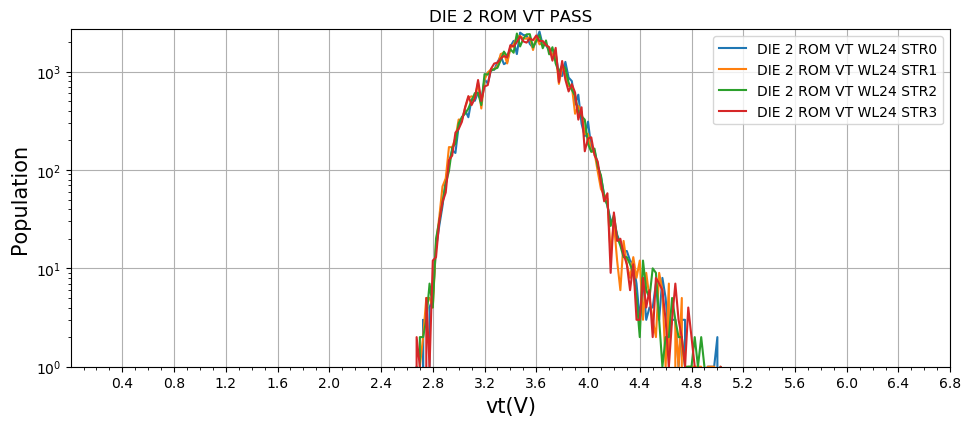 DIE 2 ROM VT PASS
DIE 2 ROM VT WL24 STR0
DIE 2 ROM VT WL24 STR1
DIE 2 ROM VT WL24 STR2
DIE 2 ROM VT WL24 STR3
Population
10³
10²
10¹
10⁰
0.4 0.8 1.2 1.6 2.0 2.4 2.8 3.2 3.6 4.0 4.4 4.8 5.2 5.6 6.0 6.4 6.8
vt(V)